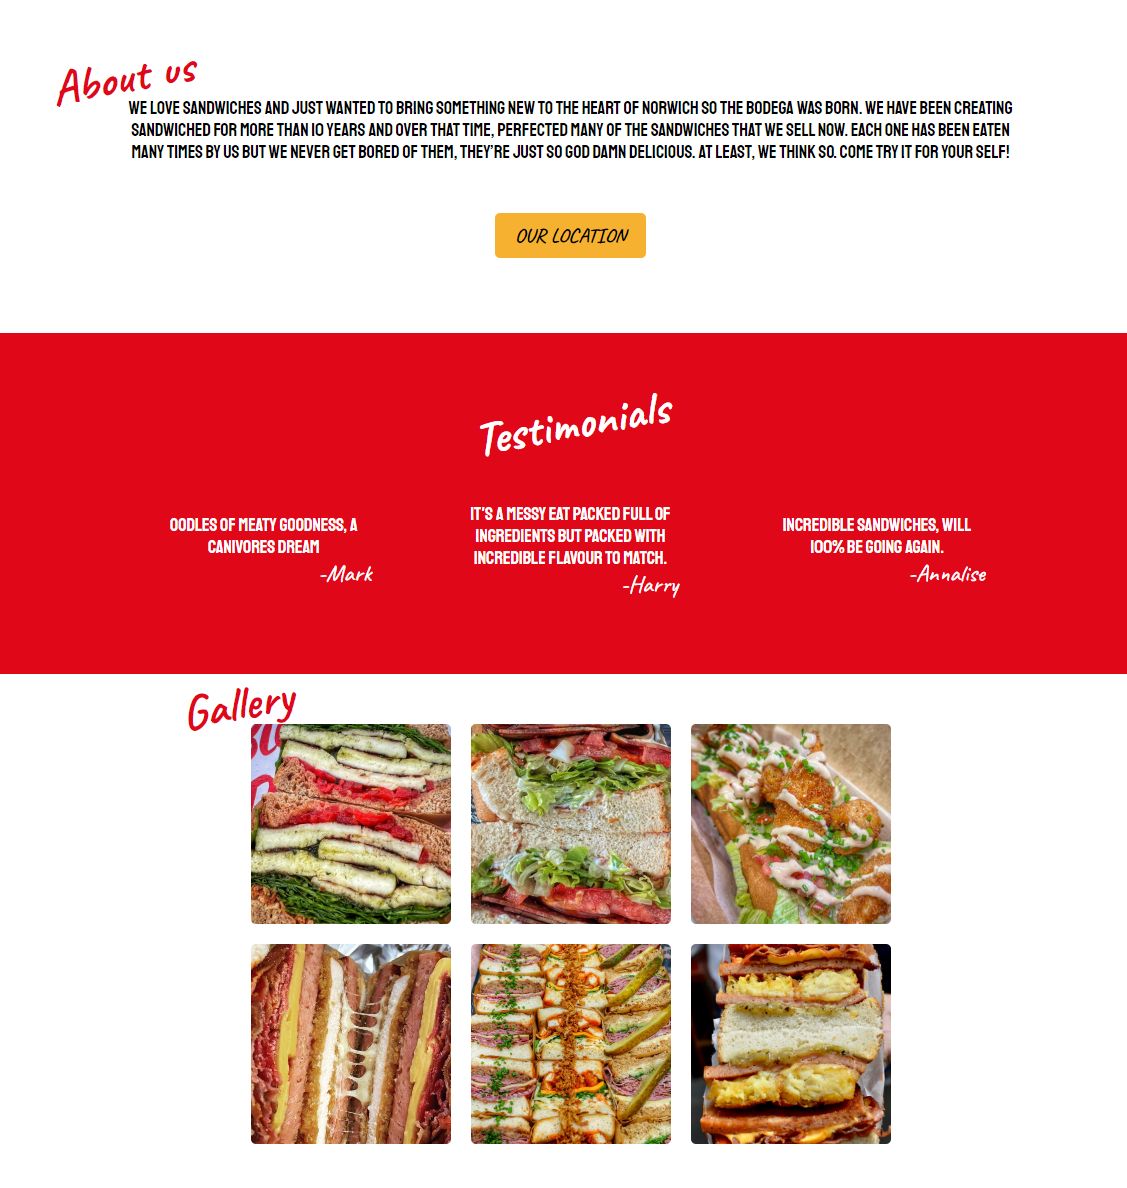 About us
WE LOVE SANDWICHES AND JUST WANTED TO BRING SOMETHING NEW TO THE HEART OF NORWICH SO THE BODEGA WAS BORN. WE HAVE BEEN CREATING
SANDWICHED FOR MORE THAN 10 YEARS AND OVER THAT TIME, PERFECTED MANY OF THE SANDWICHES THAT WE SELL NOW. EACH ONE HAS BEEN EATEN
MANY TIMES BY US BUT WE NEVER GET BORED OF THEM, THEY'RE JUST SO GOD DAMN DELICIOUS. AT LEAST, WE THINK SO. COME TRY IT FOR YOUR SELF!
OUR LOCATION
Testimonials
OODLES OF MEATY GOODNESS, A
CANIVORES DREAM
-Mark
IT'S A MESSY EAT PACKED FULL OF
INGREDIENTS BUT PACKED WITH
INCREDIBLE FLAVOUR TO MATCH.
-Harry
INCREDIBLE SANDWICHES, WILL
100% BE GOING AGAIN.
-Annalise
Gallery